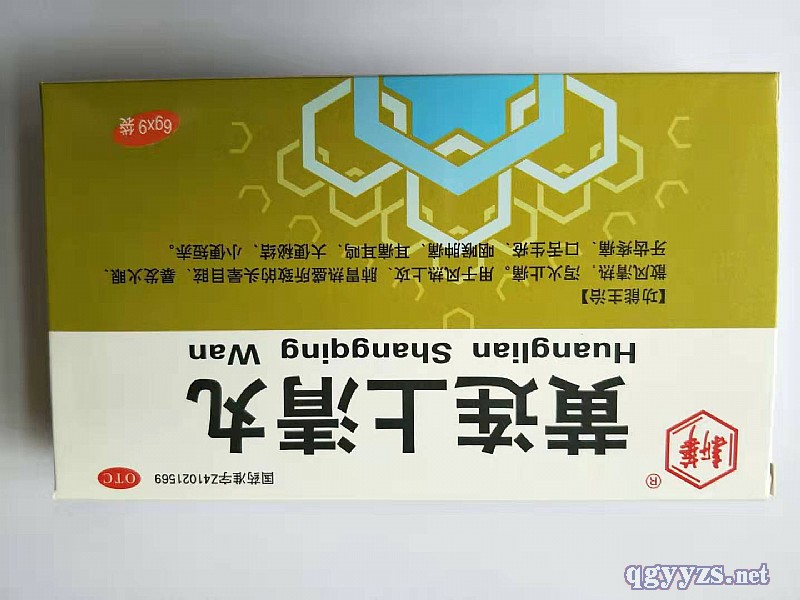 新华
®
国药准字Z41021569
OTC
黄连上清丸
Huanglian Shangqing Wan
【功能主治】
散风清热、泻火止痛。用于风热上攻、肺胃热盛所致的头晕目眩、暴发火眼、
牙齿疼痛、口舌生疮、咽喉肿痛、耳痛耳鸣、大便秘结、小便短赤。
6gx9 袋
qgyyzs.net